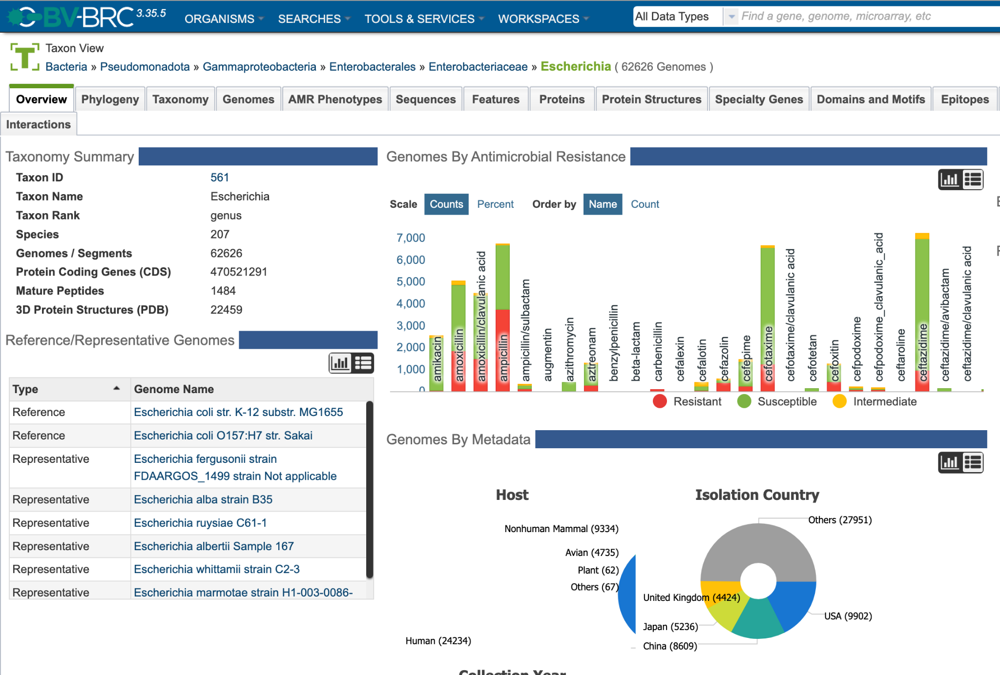 BV-BRC 3.35.5 ORGANISMS SEARCHES TOOLS & SERVICES WORKSPACES All Data Types Find a gene, genome, microarray, etc
Taxon View
Bacteria » Pseudomonadota » Gammaproteobacteria » Enterobacterales » Enterobacteriaceae » Escherichia ( 62626 Genomes )
Overview Phylogeny Taxonomy Genomes AMR Phenotypes Sequences Features Proteins Protein Structures Specialty Genes Domains and Motifs Epitopes
Interactions
Taxonomy Summary
Taxon ID 561
Taxon Name Escherichia
Taxon Rank genus
Species 207
Genomes / Segments 62626
Protein Coding Genes (CDS) 470521291
Mature Peptides 1484
3D Protein Structures (PDB) 22459
Reference/Representative Genomes
Type Genome Name
Reference Escherichia coli str. K-12 substr. MG1655
Reference Escherichia coli O157:H7 str. Sakai
Representative Escherichia fergusonii strain
FDAARGOS_1499 strain Not applicable
Representative Escherichia alba strain B35
Representative Escherichia ruysiae C61-1
Representative Escherichia albertii Sample 167
Representative Escherichia whittamii strain C2-3
Representative Escherichia marmotae strain H1-003-0086-
Genomes By Antimicrobial Resistance
Scale Counts Percent Order by Name Count
7,000
6,000
5,000
4,000
3,000
2,000
1,000
0
amikacin
amoxicillin
amoxicillin/clavulanic acid
ampicillin
ampicillin/sulbactam
augmentin
azithromycin
aztreonam
benzylpenicillin
beta-lactam
carbenicillin
cefalexin
cefalotin
cefazolin
cefepime
cefotaxime
cefotaxime/clavulanic acid
cefotetan
cefoxitin
cefpodoxime
cefpodoxime_clavulanic_acid
ceftaroline
ceftazidime
ceftazidime/avibactam
ceftazidime/clavulanic acid
Resistant Susceptible Intermediate
Genomes By Metadata
Host
Nonhuman Mammal (9334)
Avian (4735)
Plant (62)
Others (67)
Human (24234)
Isolation Country
Others (27951)
United Kingdom (4424)
USA (9902)
Japan (5236)
China (8609)
Collection Year